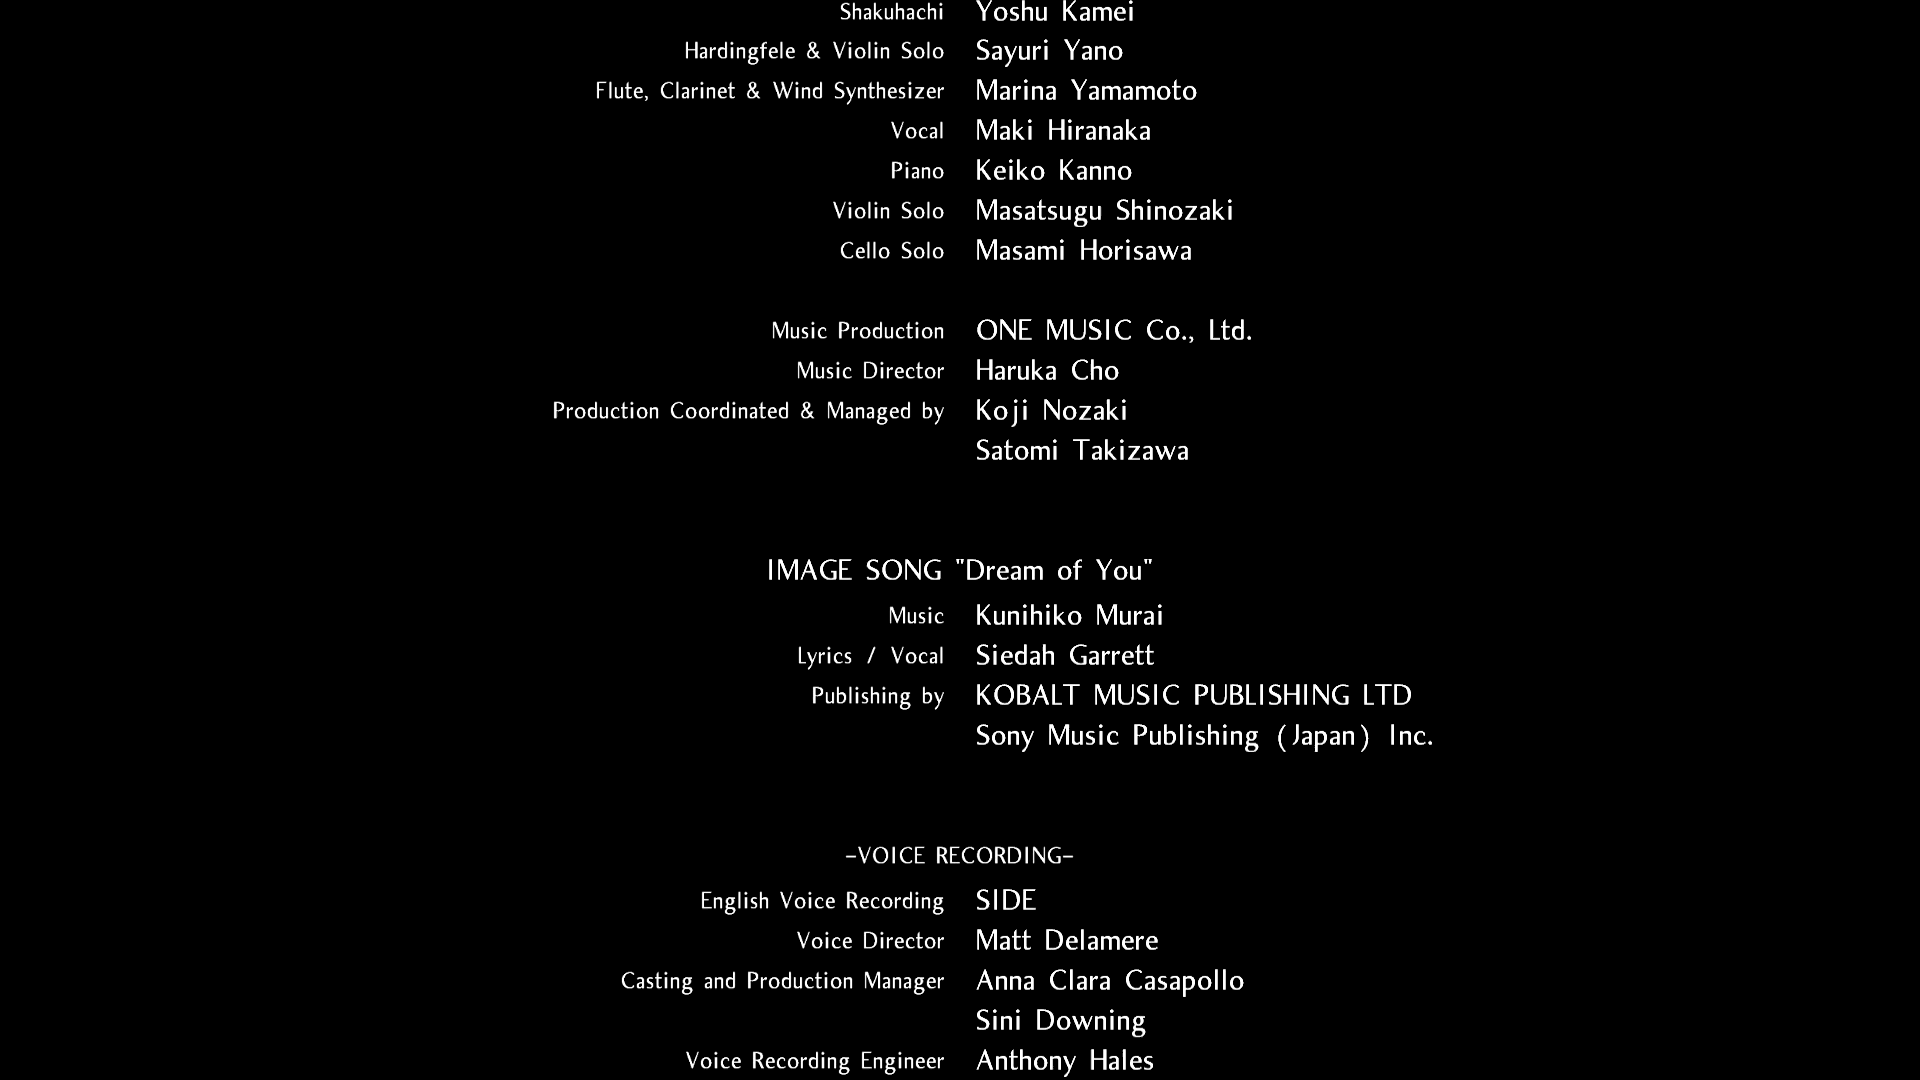 Shakuhachi Yoshu Kamei
Hardingfele & Violin Solo Sayuri Yano
Flute, Clarinet & Wind Synthesizer Marina Yamamoto
Vocal Maki Hiranaka
Piano Keiko Kanno
Violin Solo Masatsugu Shinozaki
Cello Solo Masami Horisawa
Music Production ONE MUSIC Co., Ltd.
Music Director Haruka Cho
Production Coordinated & Managed by Koji Nozaki
Satomi Takizawa
IMAGE SONG "Dream of You"
Music Kunihiko Murai
Lyrics / Vocal Siedah Garrett
Publishing by KOBALT MUSIC PUBLISHING LTD
Sony Music Publishing (Japan) Inc.
–VOICE RECORDING–
English Voice Recording SIDE
Voice Director Matt Delamere
Casting and Production Manager Anna Clara Casapollo
Sini Downing
Voice Recording Engineer Anthony Hales